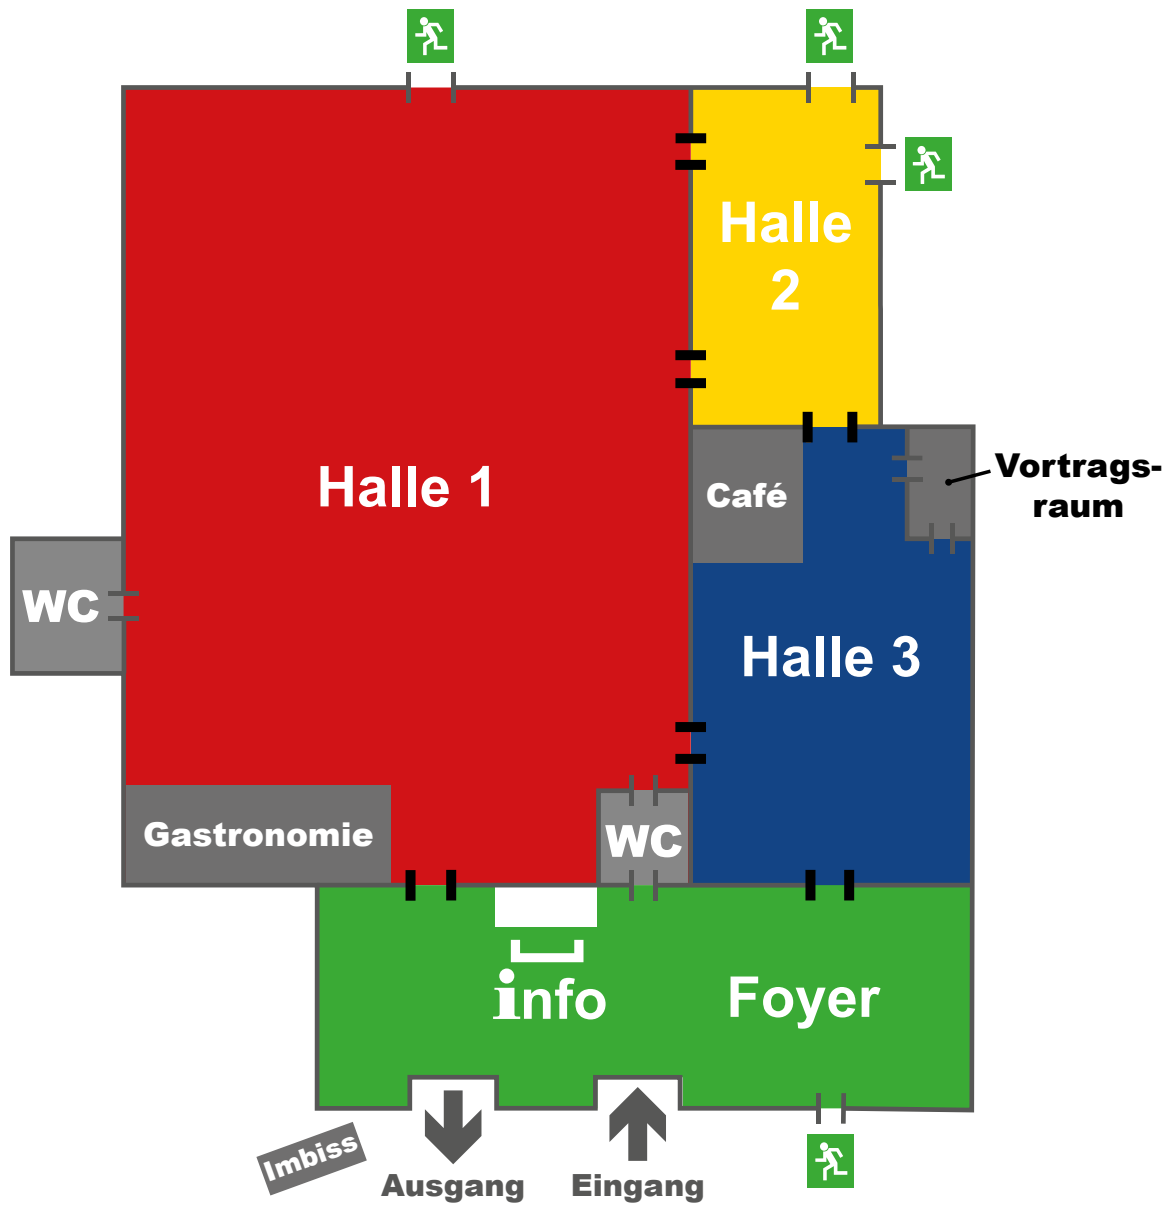 Halle
2
Halle 1
Café
Vortrags-
raum
WC
Halle 3
Gastronomie
WC
info
Foyer
Imbiss
Ausgang
Eingang